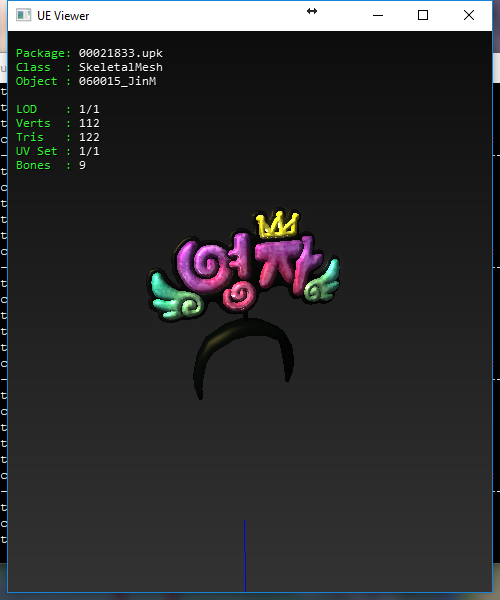 UE Viewer
Package: 00021833.upk
Class : SkeletalMesh
Object : 060015_JinM
LOD : 1/1
Verts : 112
Tris : 122
UV Set : 1/1
Bones : 9
영자